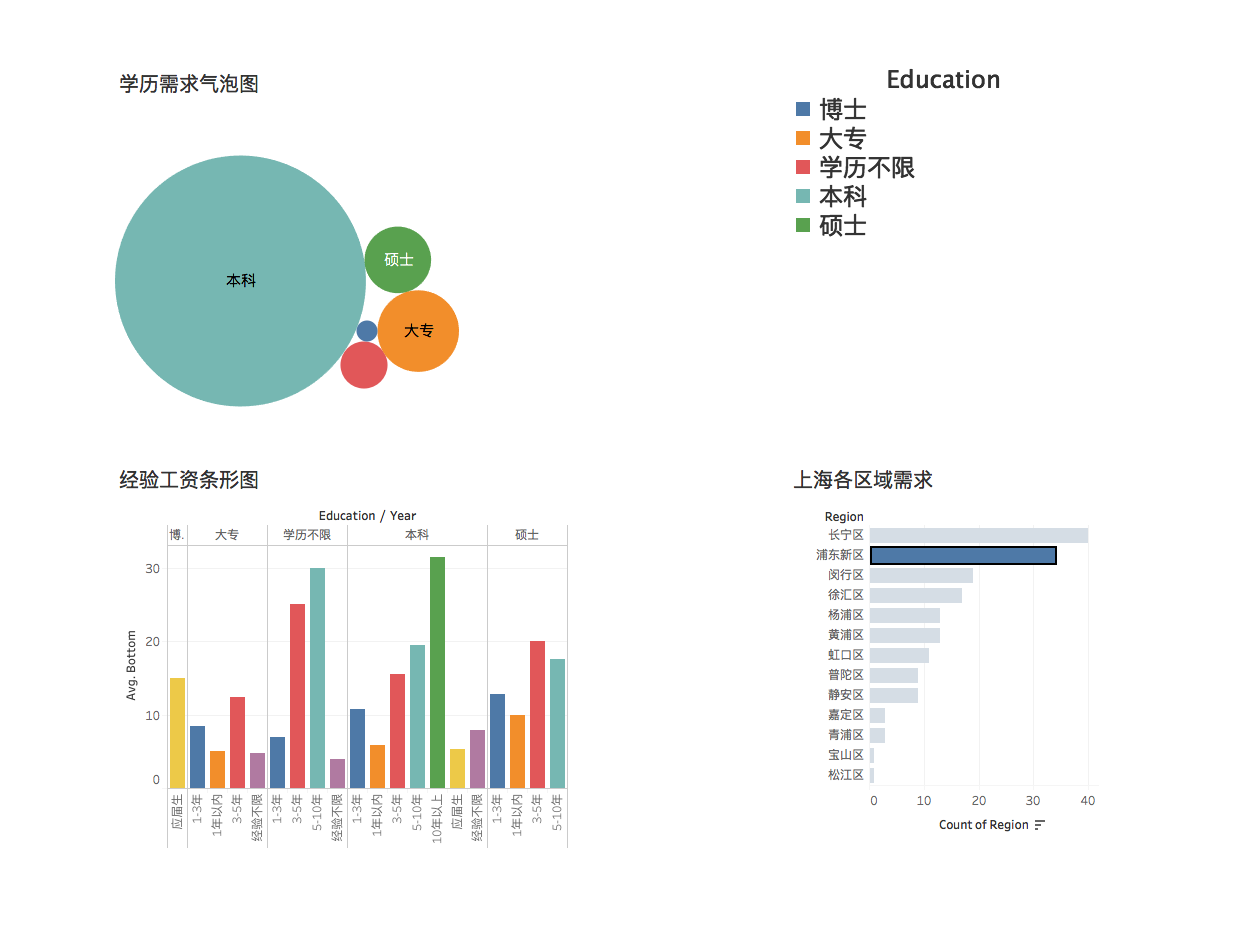 学历需求气泡图
本科
硕士
大专
Education
博士
大专
学历不限
本科
硕士
经验工资条形图
Education / Year
博.
大专
学历不限
本科
硕士
Avg. Bottom
30
20
10
0
应届生
1-3年
1年以内
3-5年
经验不限
1-3年
3-5年
5-10年
经验不限
1-3年
1年以内
3-5年
5-10年
10年以上
应届生
经验不限
1-3年
1年以内
3-5年
5-10年
上海各区域需求
Region
长宁区
浦东新区
闵行区
徐汇区
杨浦区
黄浦区
虹口区
普陀区
静安区
嘉定区
青浦区
宝山区
松江区
0 10 20 30 40
Count of Region